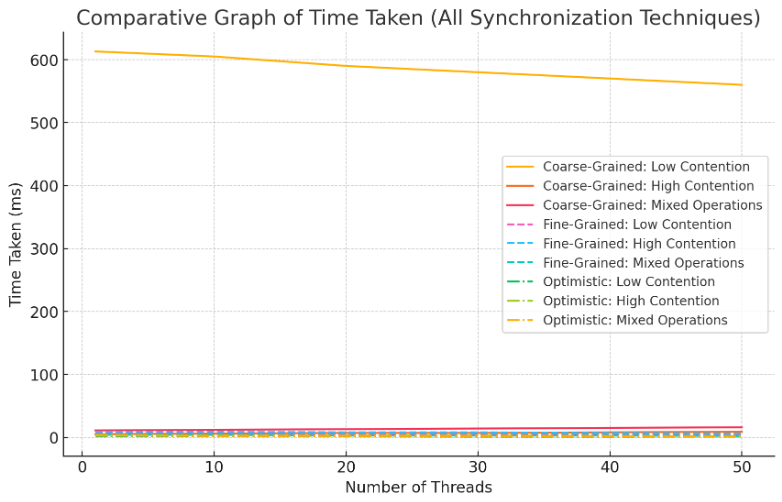 Comparative Graph of Time Taken (All Synchronization Techniques)
600
500
400
300
200
100
0
Time Taken (ms)
Coarse-Grained: Low Contention
Coarse-Grained: High Contention
Coarse-Grained: Mixed Operations
Fine-Grained: Low Contention
Fine-Grained: High Contention
Fine-Grained: Mixed Operations
Optimistic: Low Contention
Optimistic: High Contention
Optimistic: Mixed Operations
0 10 20 30 40 50
Number of Threads